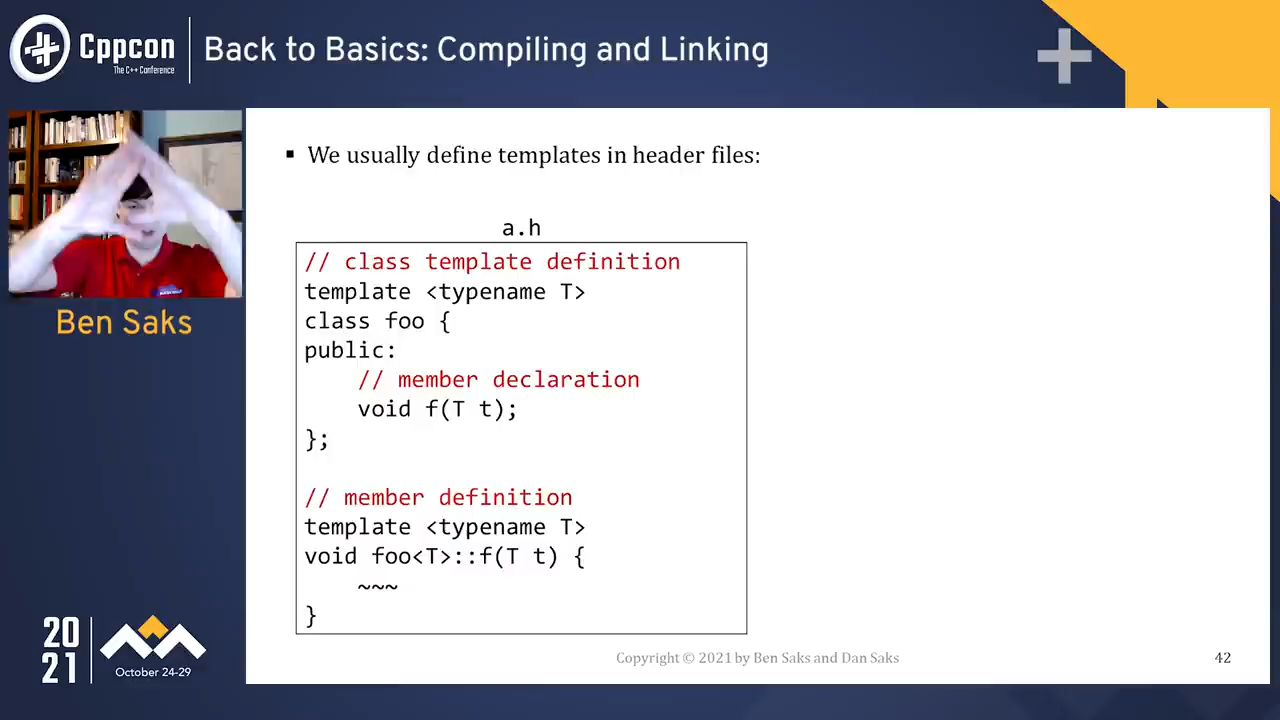 Cppcon
The C++ Conference
Back to Basics: Compiling and Linking
Ben Saks
▪ We usually define templates in header files:
a.h
// class template definition
template <typename T>
class foo {
public:
    // member declaration
    void f(T t);
};
// member definition
template <typename T>
void foo<T>::f(T t) {
    ~~~
}
20
21
October 24-29
Copyright © 2021 by Ben Saks and Dan Saks
42